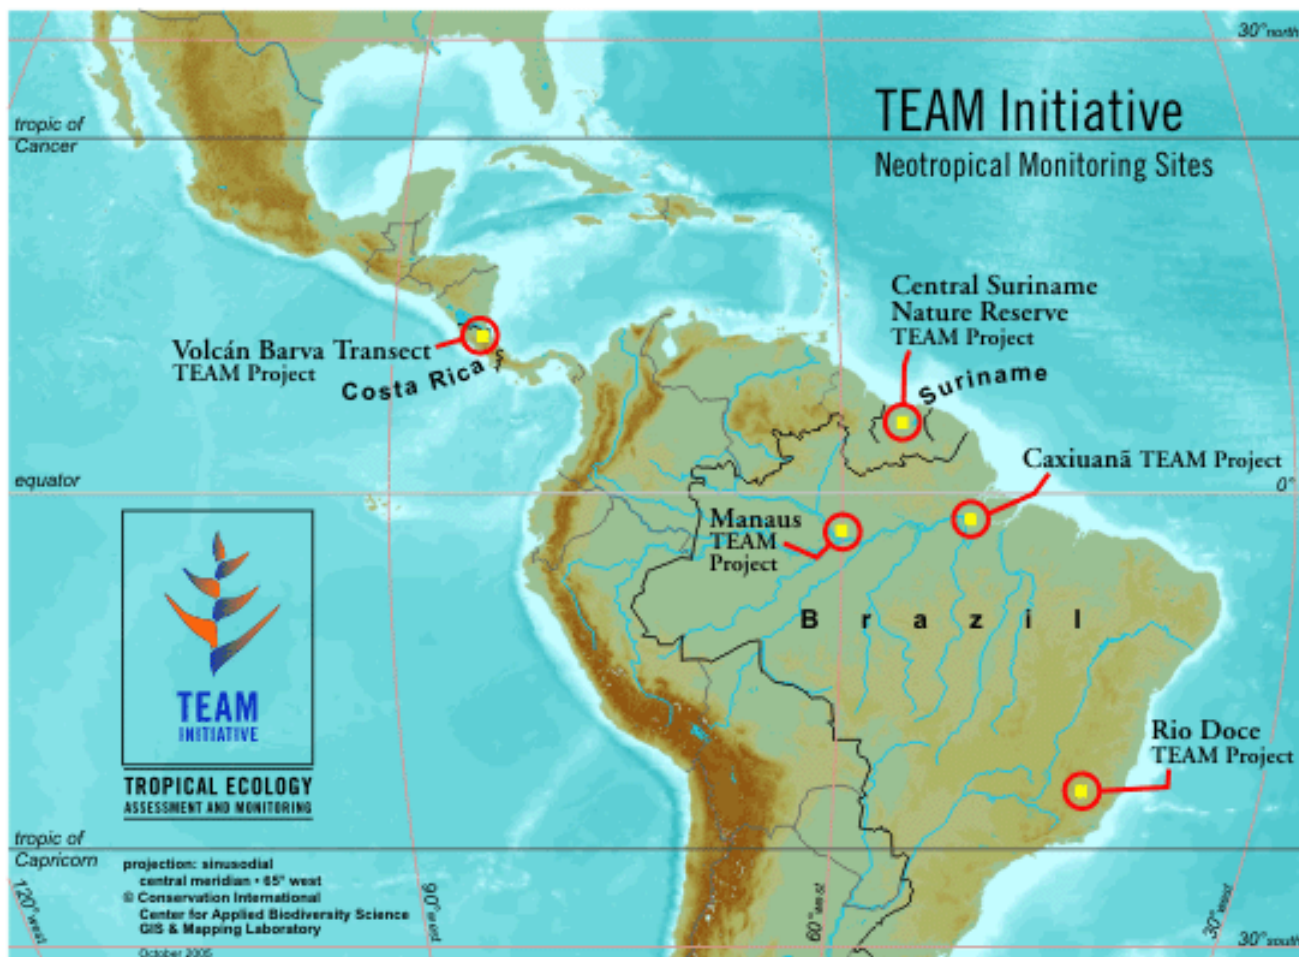 30° north
TEAM Initiative
Neotropical Monitoring Sites
tropic of
Cancer
Central Suriname
Nature Reserve
TEAM Project
Volcán Barva Transect
TEAM Project
Costa Rica
Suriname
Caxiuanã TEAM Project
equator
0°
Manaus
TEAM
Project
Brazil
TEAM
INITIATIVE
TROPICAL ECOLOGY
ASSESSMENT AND MONITORING
Rio Doce
TEAM Project
tropic of
Capricorn
projection: sinusodial
central meridian • 65° west
© Conservation International
Center for Applied Biodiversity Science
GIS & Mapping Laboratory
October 2005
120° west
90° west
60° west
30° west
30° south